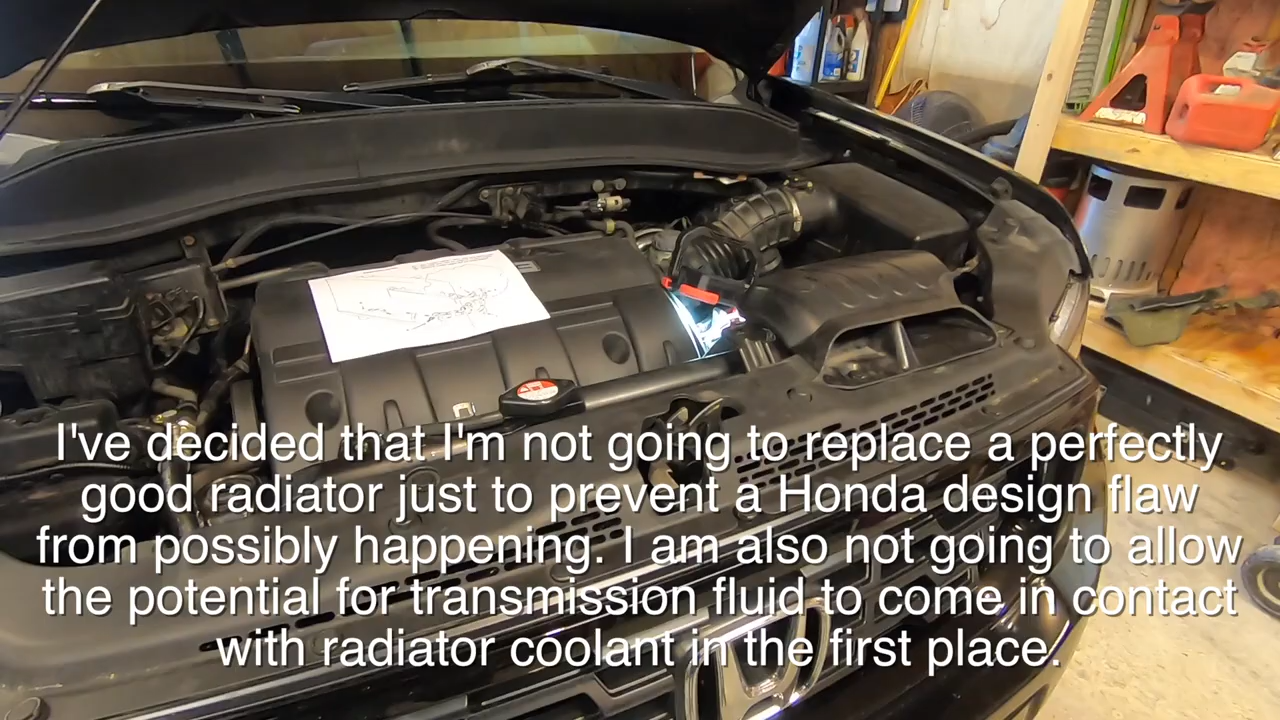 I've decided that I'm not going to replace a perfectly
good radiator just to prevent a Honda design flaw
from possibly happening. I am also not going to allow
the potential for transmission fluid to come in contact
with radiator coolant in the first place.